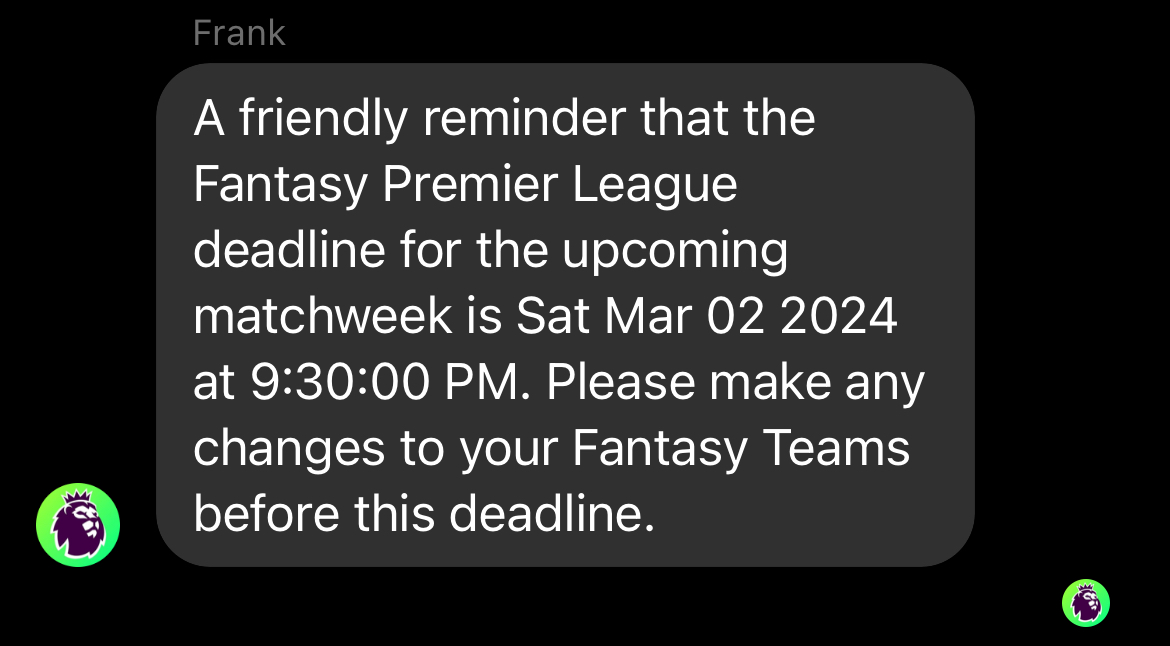 Frank
A friendly reminder that the
Fantasy Premier League
deadline for the upcoming
matchweek is Sat Mar 02 2024
at 9:30:00 PM. Please make any
changes to your Fantasy Teams
before this deadline.